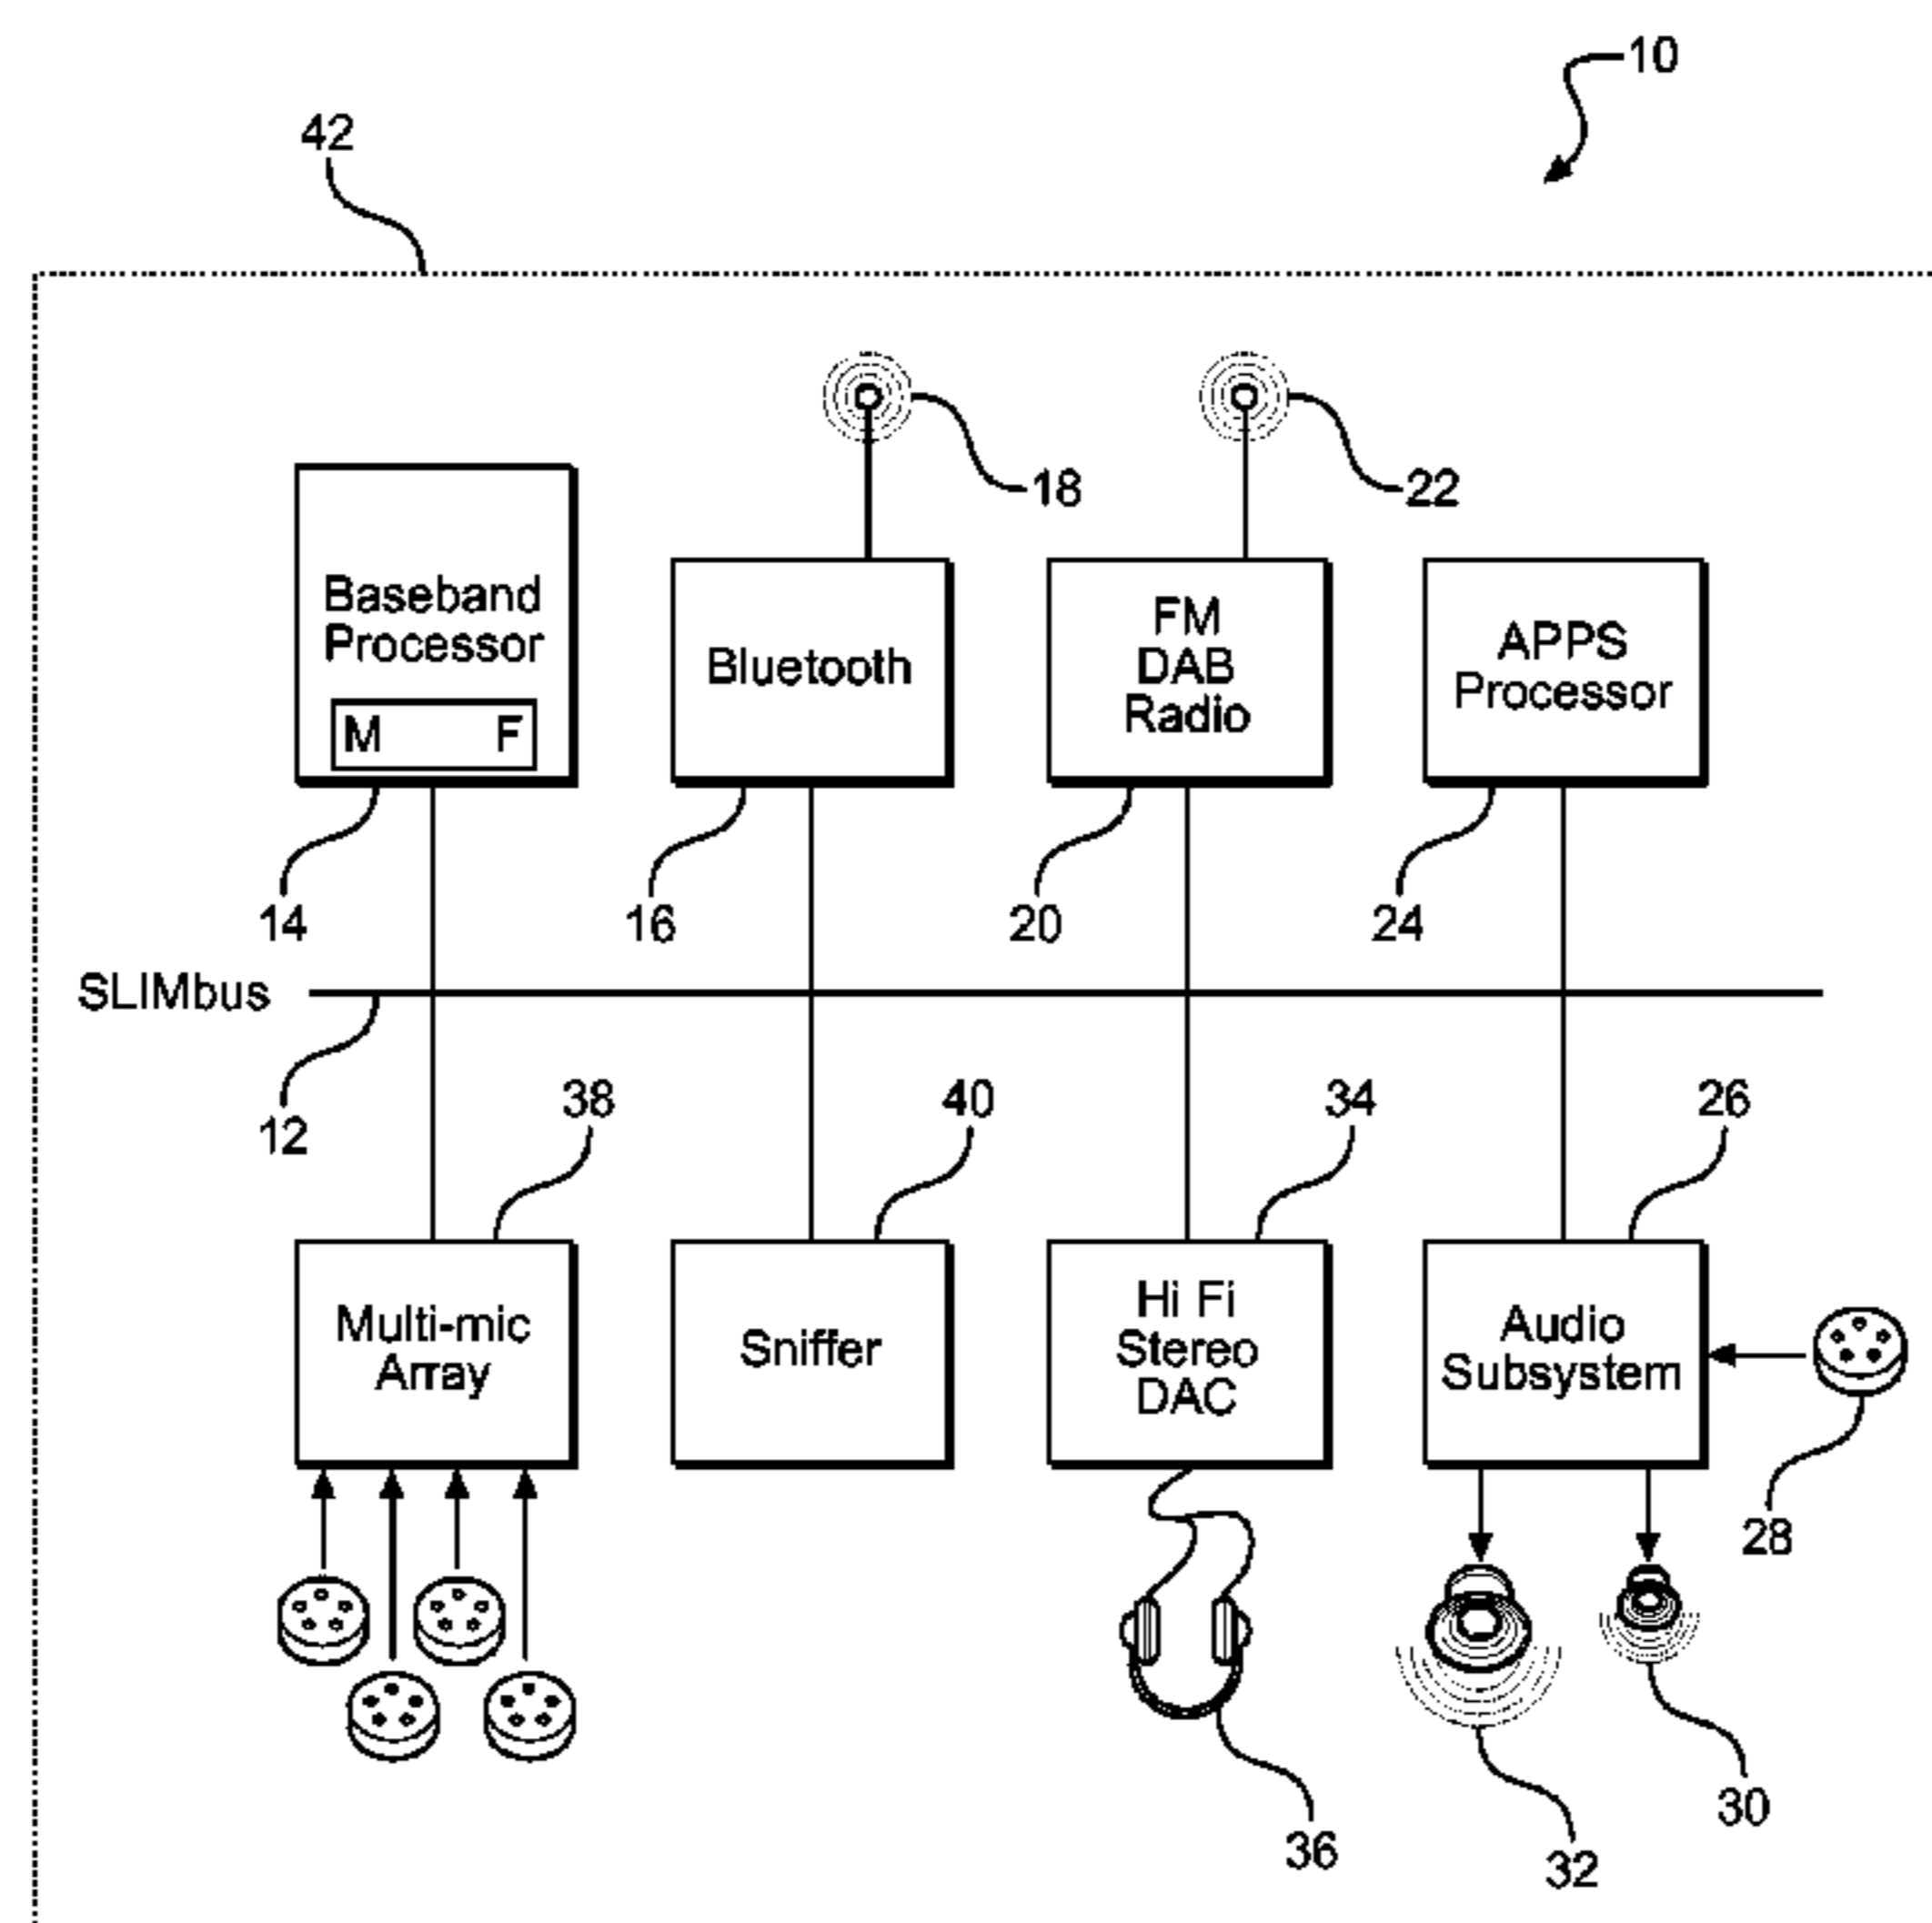 10
42
18
22
Baseband
Processor
M F
Bluetooth
FM
DAB
Radio
APPS
Processor
14
16
20
24
SLIMbus
12
38
40
34
26
Multi-mic
Array
Sniffer
Hi Fi
Stereo
DAC
Audio
Subsystem
28
36
32
30